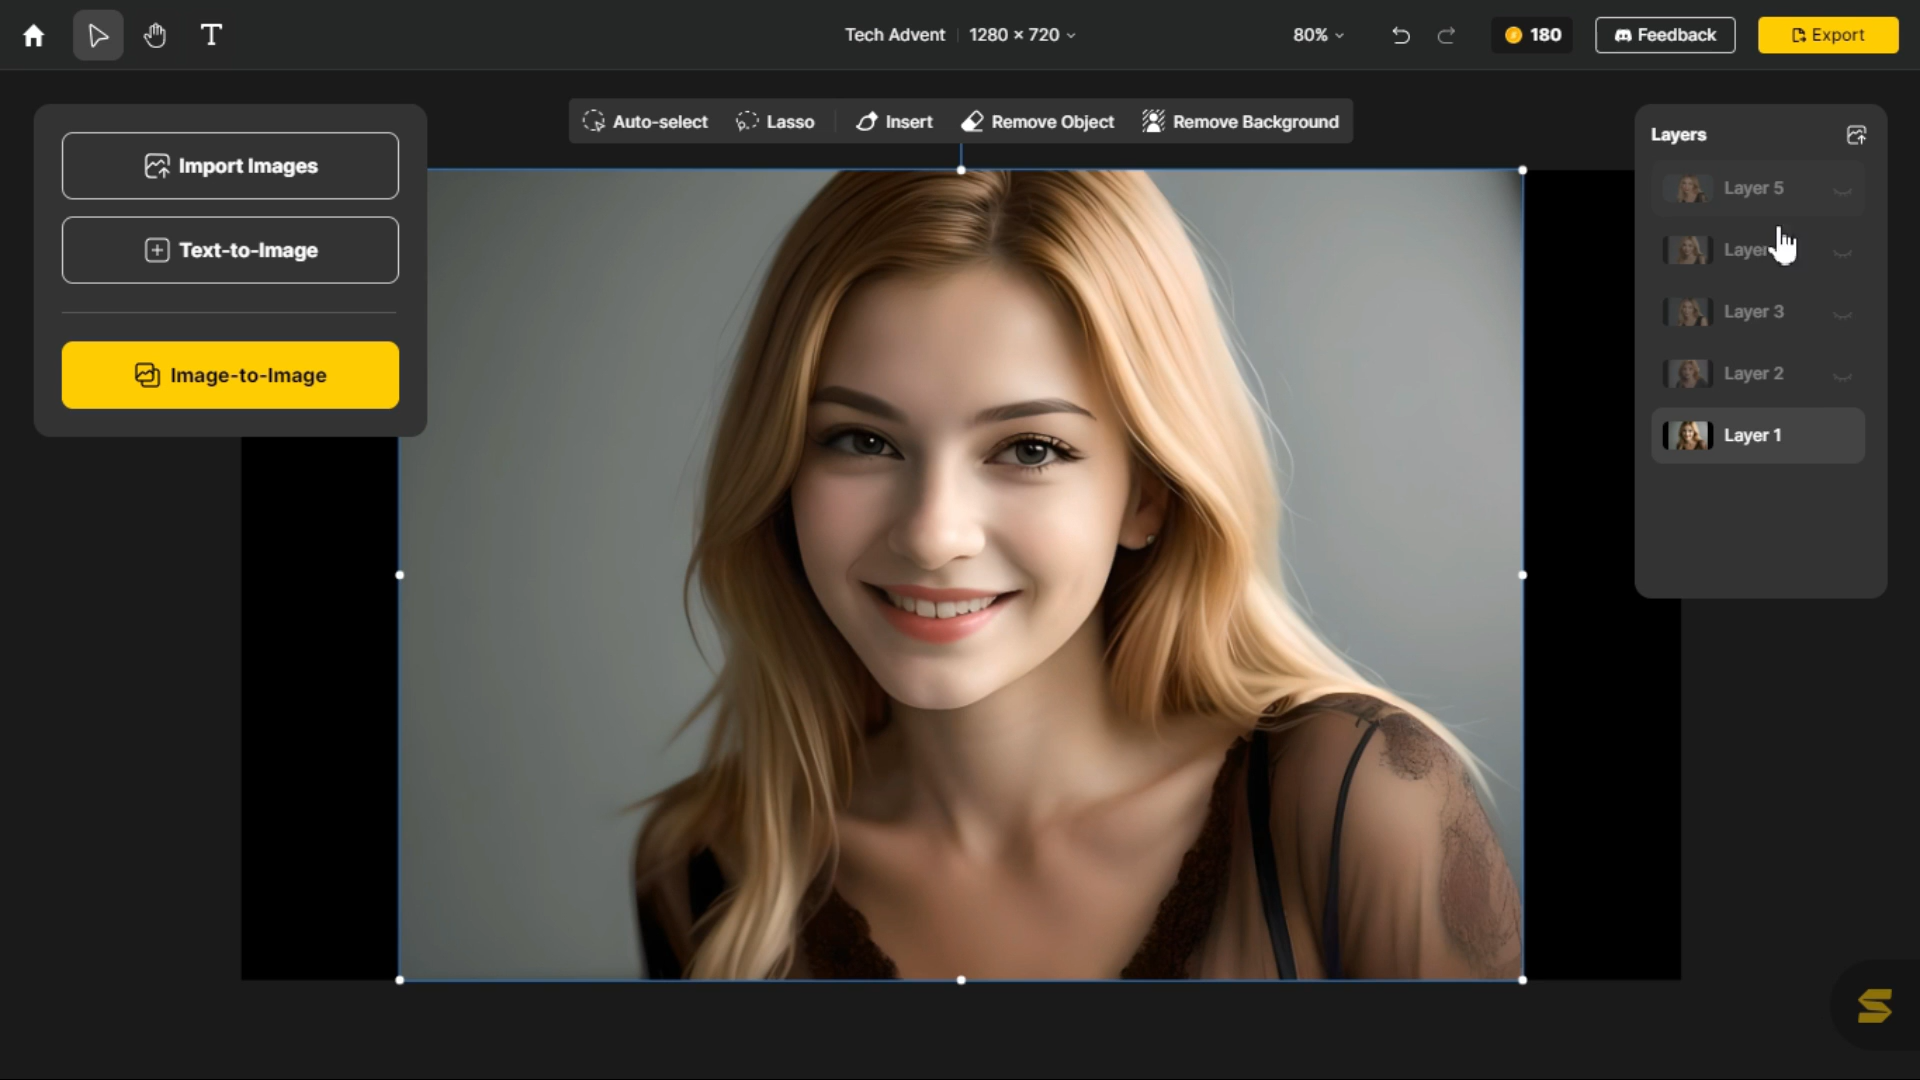 T
Tech Advent
1280 × 720
80%
180
Feedback
Export
Import Images
Text-to-Image
Image-to-Image
Auto-select
Lasso
Insert
Remove Object
Remove Background
Layers
Layer 5
Layer 3
Layer 2
Layer 1